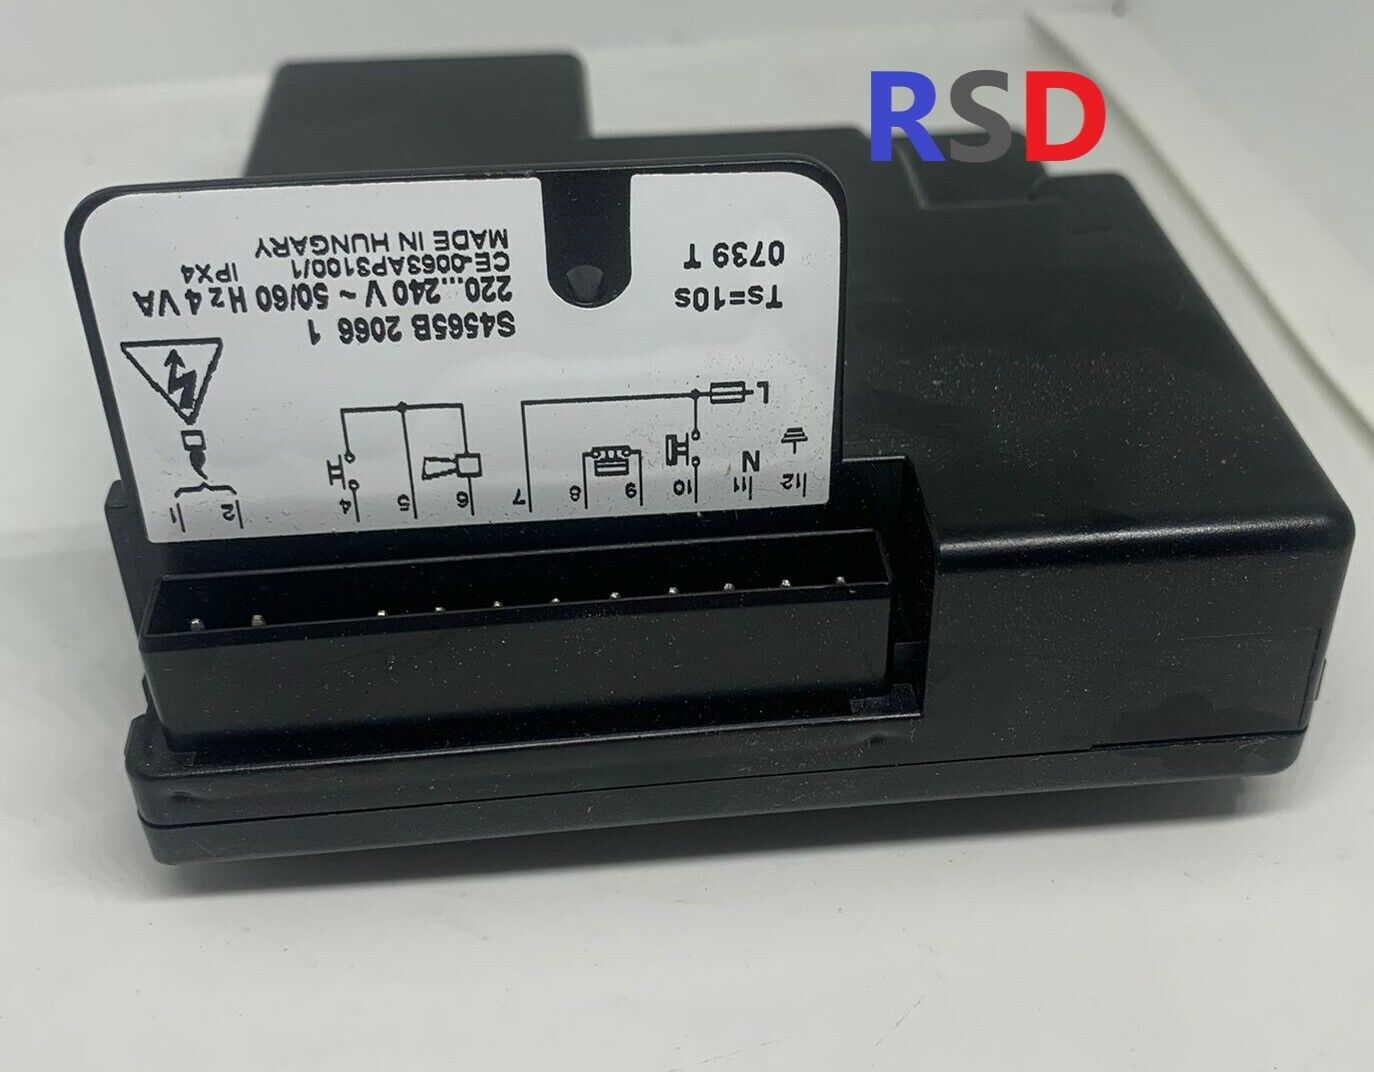 RSD
12 11 10 9 8 7 6 5 4 2 1
N
L
S4565B 2066 1
220...240 V ~ 50/60 Hz 4 VA
CE-0063AP3100/1 IPX4
MADE IN HUNGARY
Ts=10s
0739 T